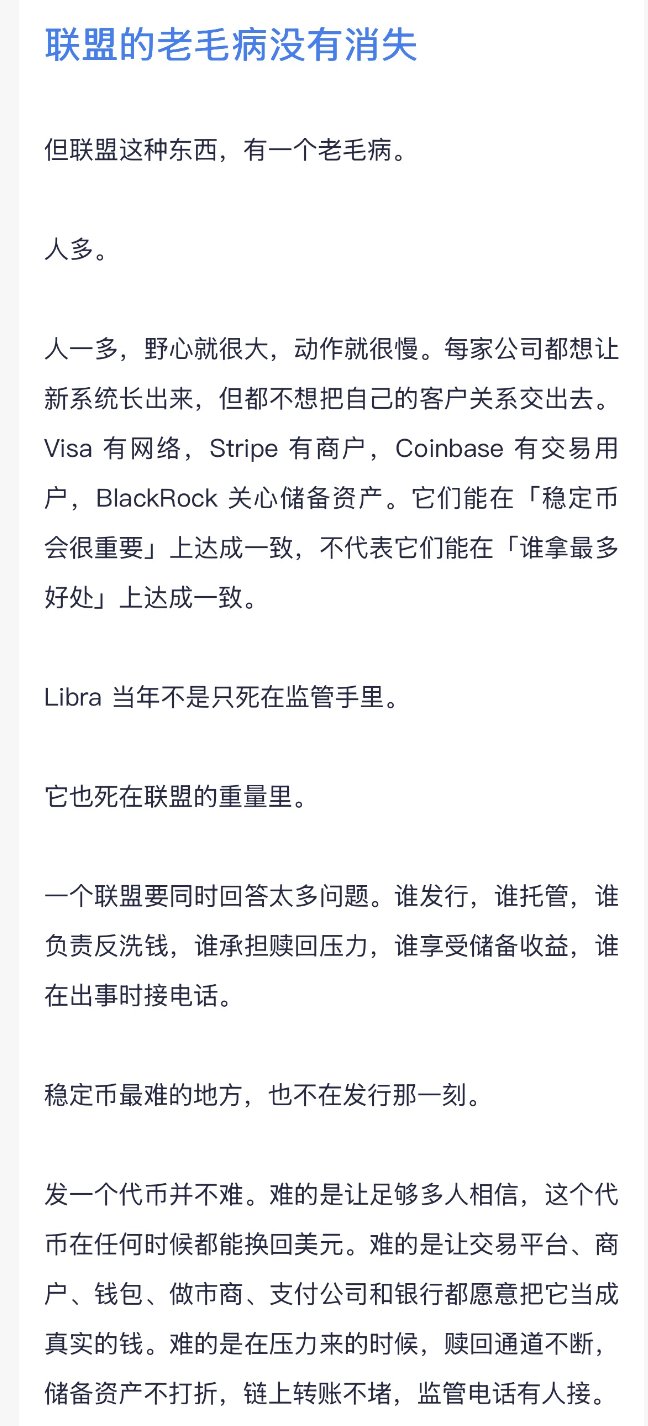 联盟的老毛病没有消失
但联盟这种东西，有一个老毛病。
人多。
人一多，野心就很大，动作就很慢。每家公司都想让
新系统长出来，但都不想把自己的客户关系交出去。
Visa 有网络，Stripe 有商户，Coinbase 有交易用
户，BlackRock 关心储备资产。它们能在「稳定币
会很重要」上达成一致，不代表它们能在「谁拿最多
好处」上达成一致。
Libra 当年不是只死在监管手里。
它也死在联盟的重量里。
一个联盟要同时回答太多问题。谁发行，谁托管，谁
负责反洗钱，谁承担赎回压力，谁享受储备收益，谁
在出事时接电话。
稳定币最难的地方，也不在发行那一刻。
发一个代币并不难。难的是让足够多人相信，这个代
币在任何时候都能换回美元。难的是让交易平台、商
户、钱包、做市商、支付公司和银行都愿意把它当成
真实的钱。难的是在压力来的时候，赎回通道不断，
储备资产不打折，链上转账不堵，监管电话有人接。